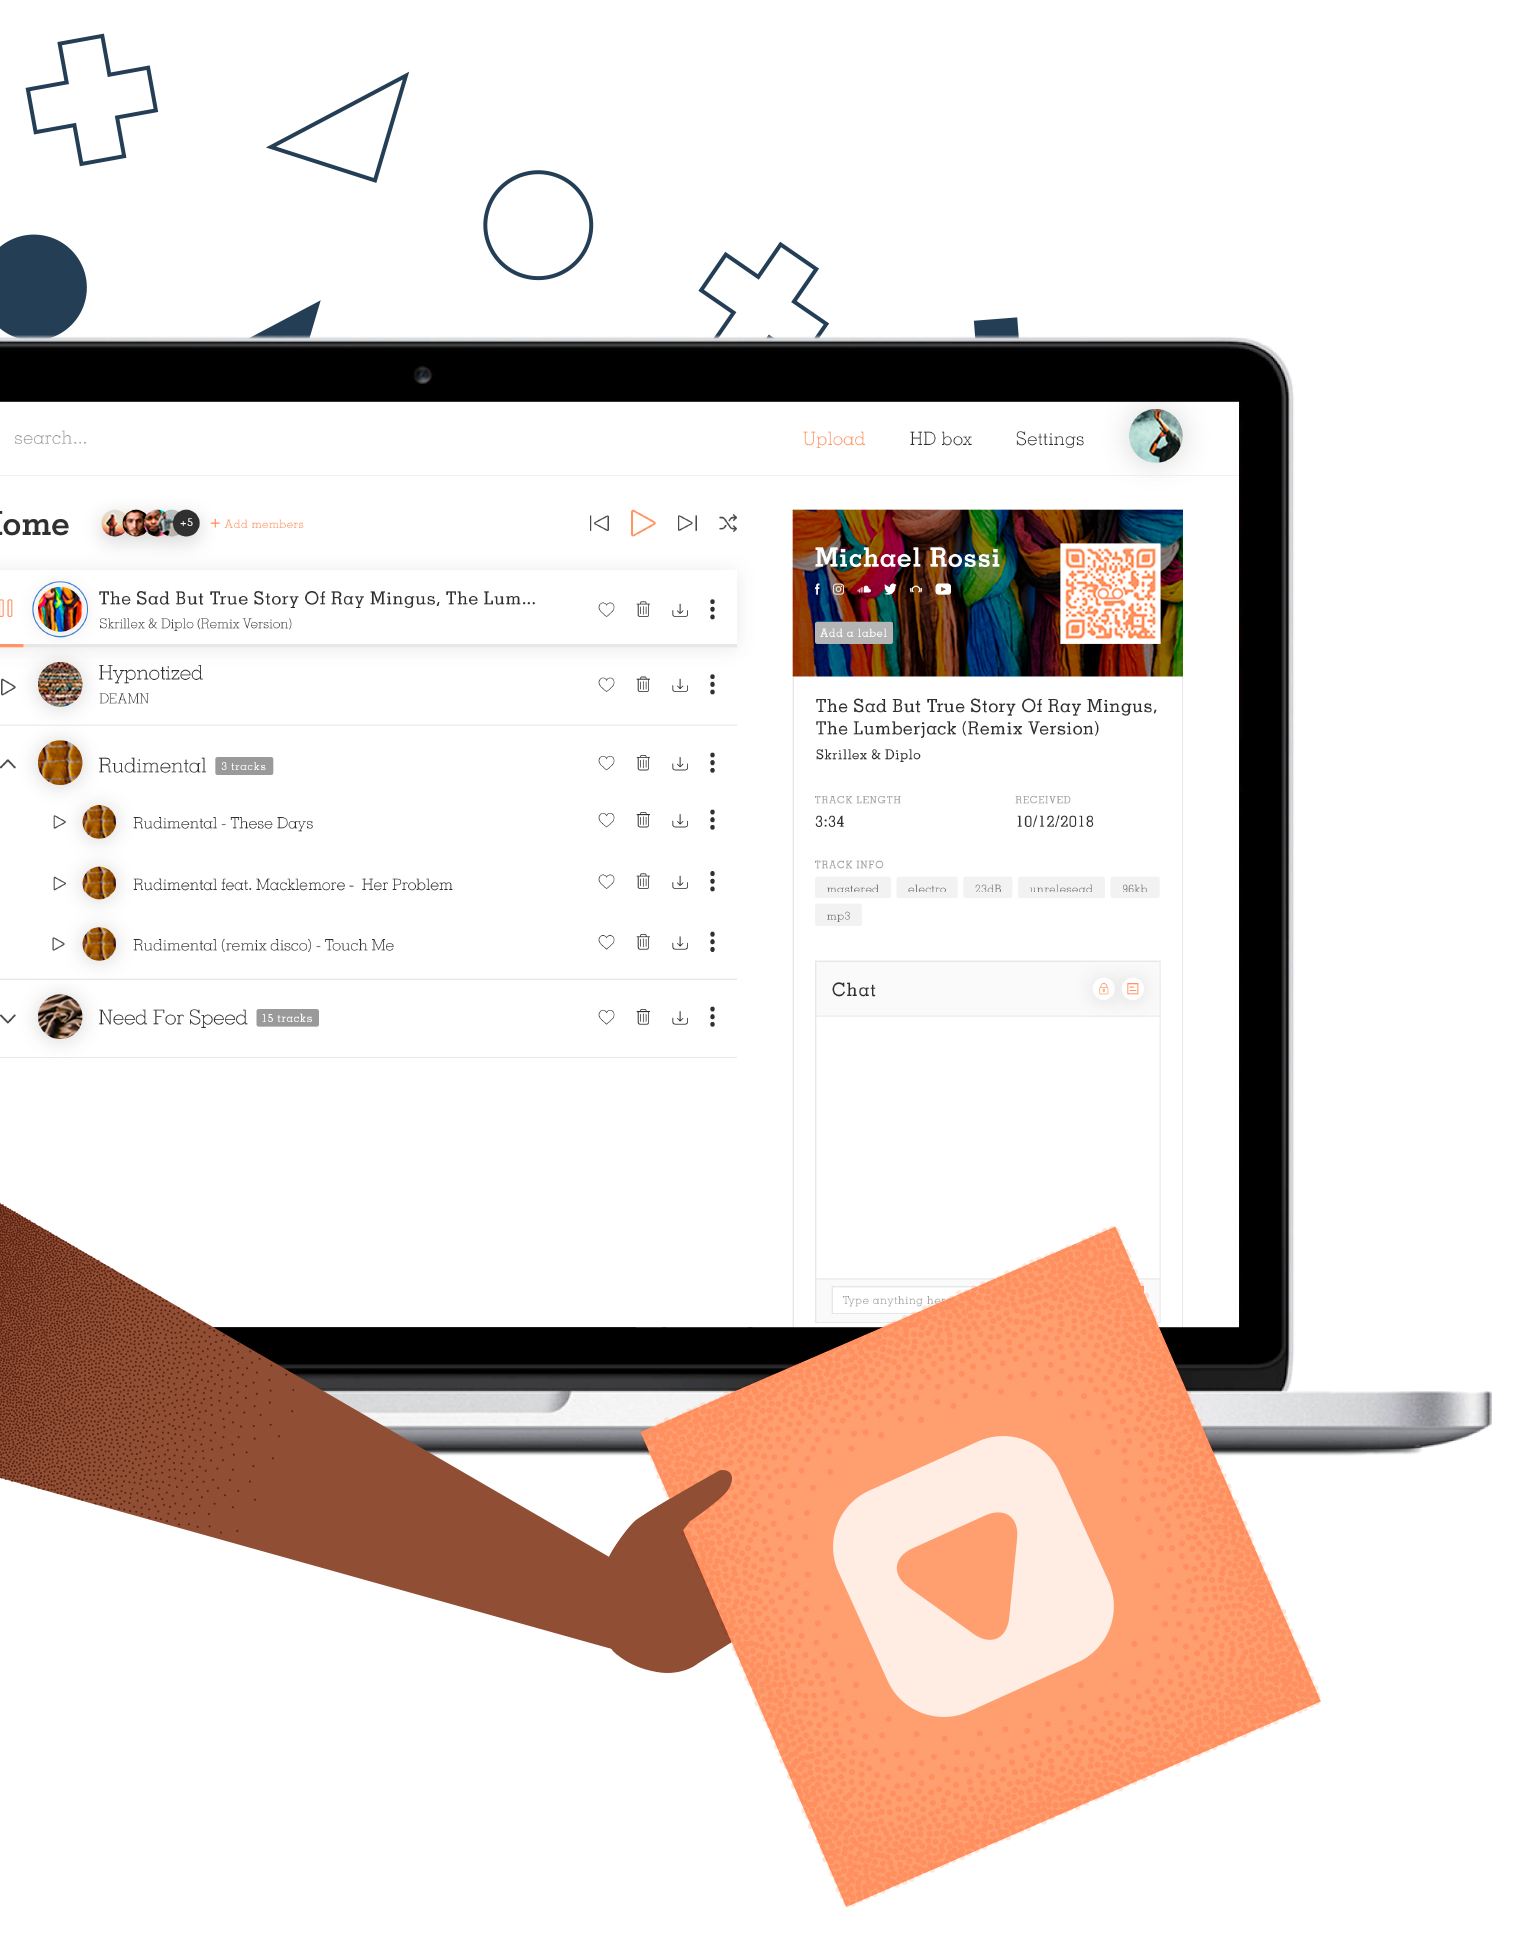 search...
Upload
HD box
Settings
ome
+5
+ Add members
The Sad But True Story Of Ray Mingus, The Lum...
Skrillex & Diplo (Remix Version)
Hypnotized
DEAMN
Rudimental
3 tracks
Rudimental - These Days
Rudimental feat. Macklemore - Her Problem
Rudimental (remix disco) - Touch Me
Need For Speed
15 tracks
Michael Rossi
Add a label
The Sad But True Story Of Ray Mingus,
The Lumberjack (Remix Version)
Skrillex & Diplo
TRACK LENGTH
RECEIVED
3:34
10/12/2018
TRACK INFO
mastered
electro
23dB
unrelesead
96kb
mp3
Chat
Type anything her